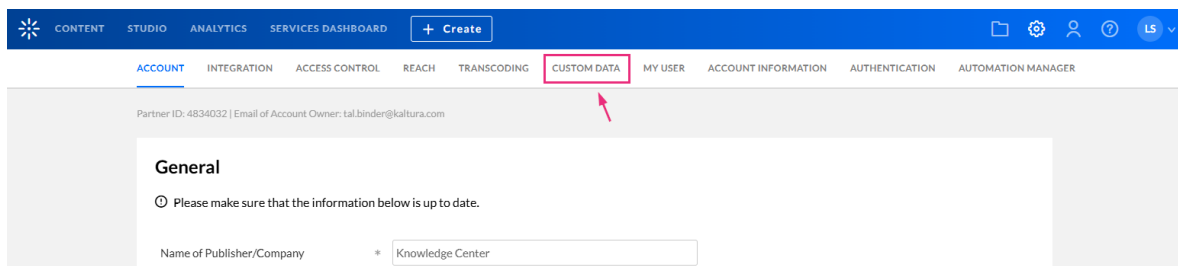 CONTENT STUDIO ANALYTICS SERVICES DASHBOARD + Create LS
ACCOUNT INTEGRATION ACCESS CONTROL REACH TRANSCODING CUSTOM DATA MY USER ACCOUNT INFORMATION AUTHENTICATION AUTOMATION MANAGER
Partner ID: 4834032 | Email of Account Owner: tal.binder@kaltura.com
General
Please make sure that the information below is up to date.
Name of Publisher/Company * Knowledge Center